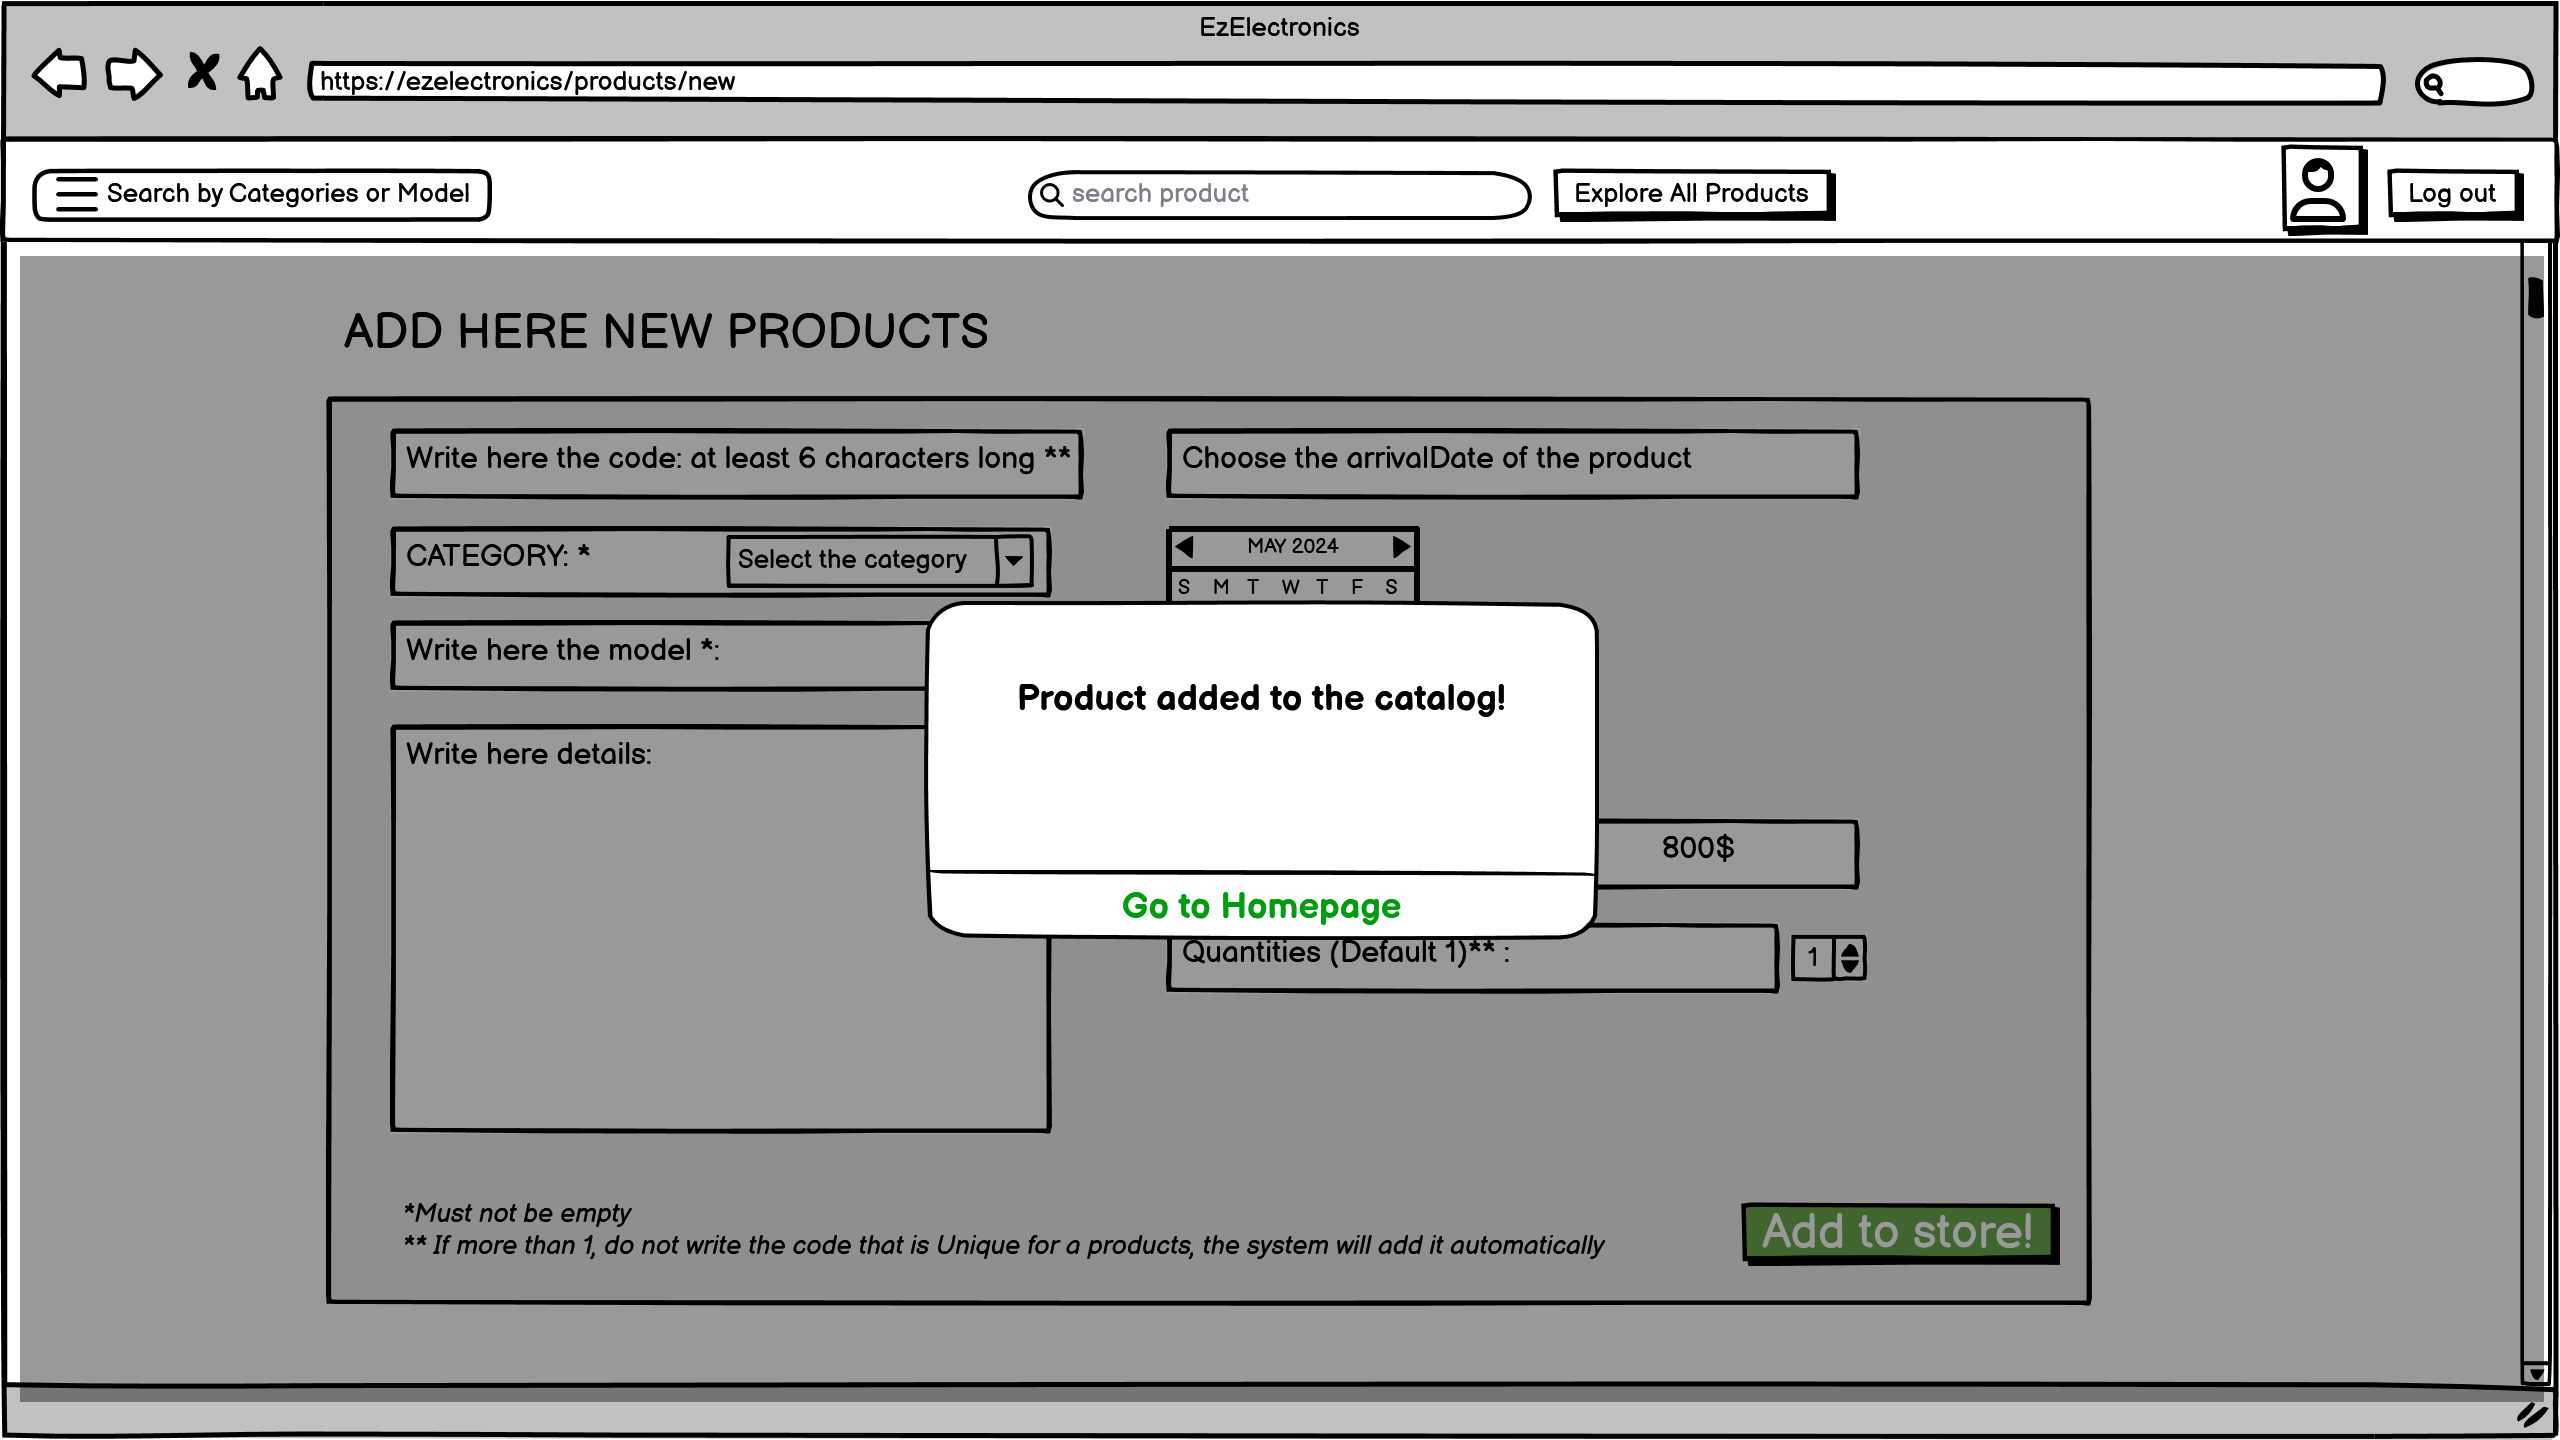 EzElectronics
https://ezelectronics/products/new
Search by Categories or Model
search product
Explore All Products
Log out
ADD HERE NEW PRODUCTS
Write here the code: at least 6 characters long **
Choose the arrivalDate of the product
CATEGORY: *
Select the category
MAY 2024
S M T W T F S
Write here the model *:
Product added to the catalog!
Write here details:
800$
Go to Homepage
Quantities (Default 1)** :
1
*Must not be empty
** If more than 1, do not write the code that is Unique for a products, the system will add it automatically
Add to store!